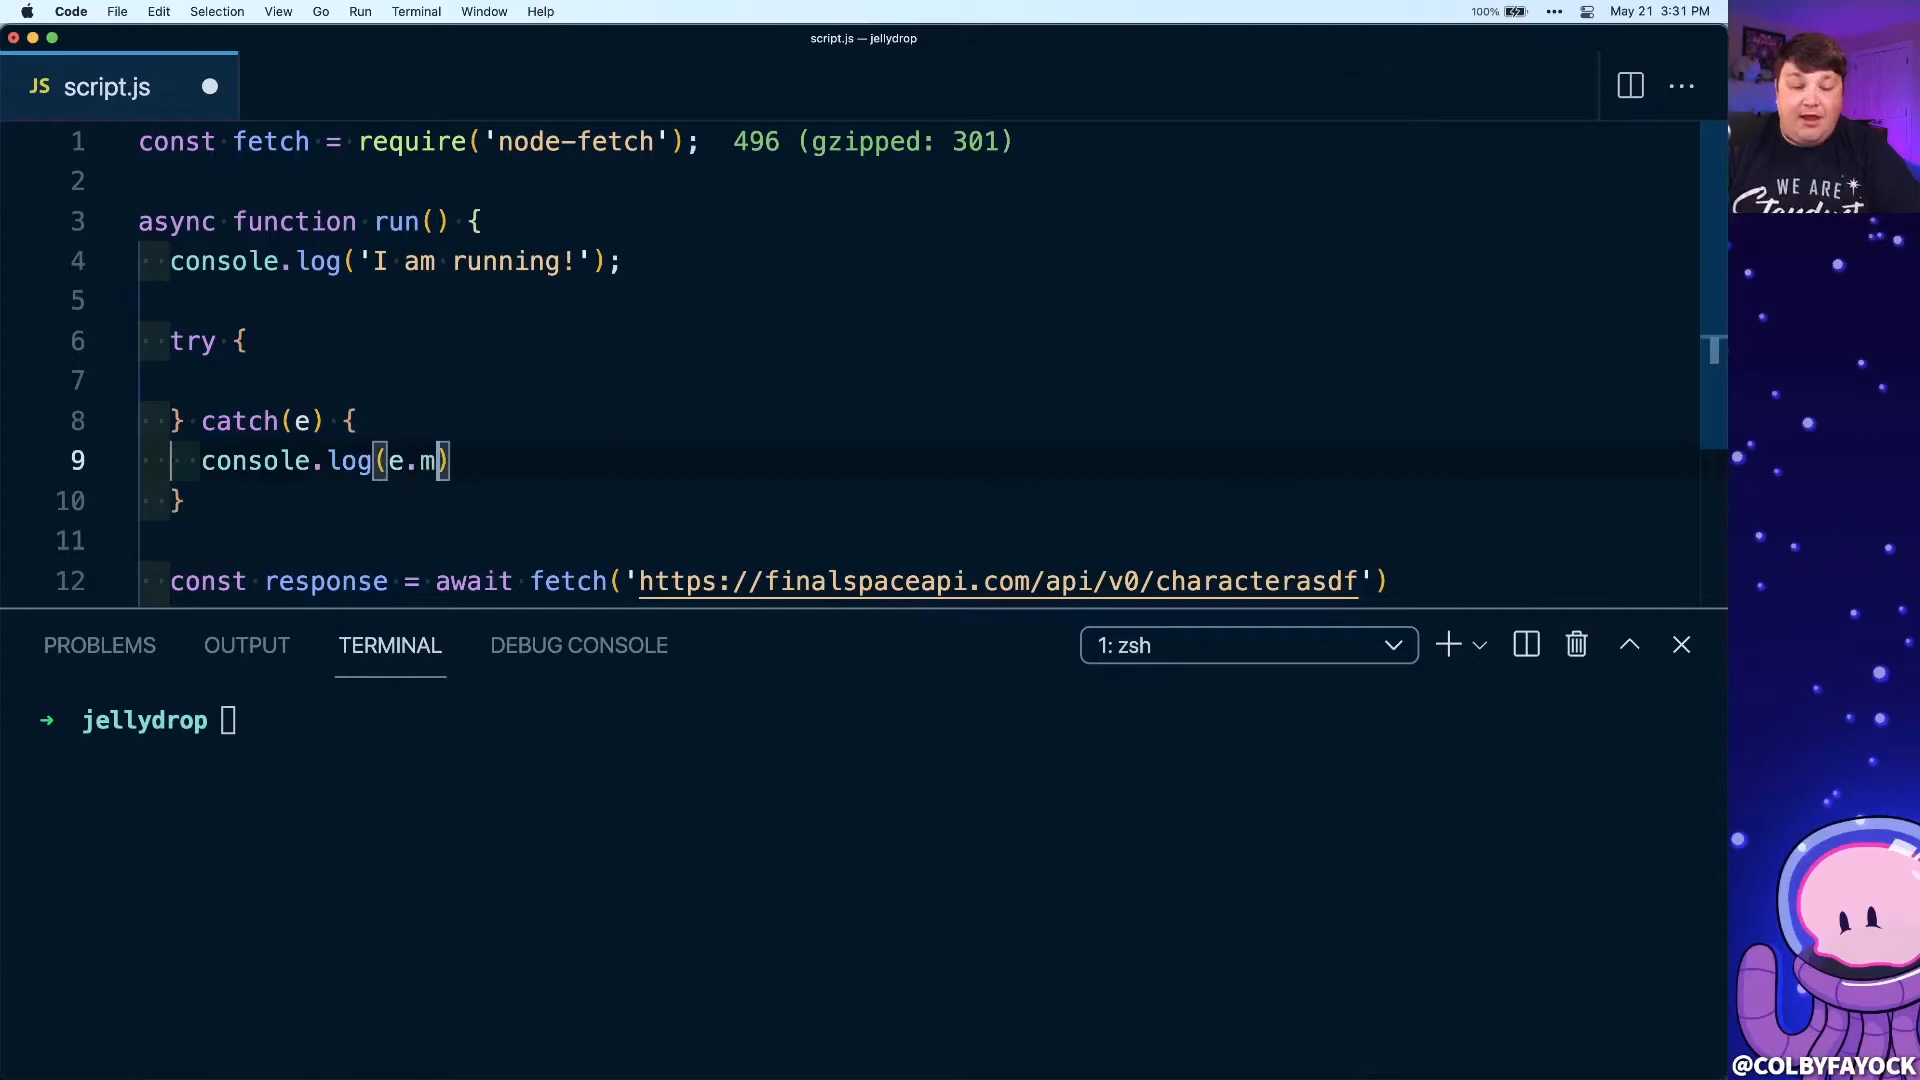 Code File Edit Selection View Go Run Terminal Window Help 100% May 21 3:31 PM
script.js — jellydrop
JS script.js
1 const fetch = require('node-fetch'); 496 (gzipped: 301)
2
3 async function run() {
4 console.log('I am running!');
5
6 try {
7
8 } catch(e) {
9 console.log(e.m)
10 }
11
12 const response = await fetch('https://finalspaceapi.com/api/v0/characterasdf')
PROBLEMS OUTPUT TERMINAL DEBUG CONSOLE 1: zsh
➜ jellydrop
WE ARE
@COLBYFAYOCK